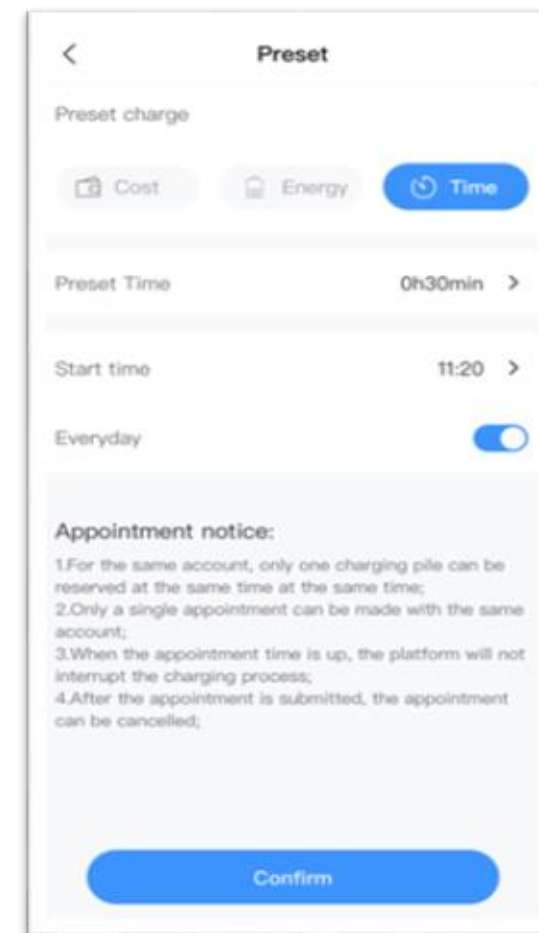 Preset
Preset charge
Cost
Energy
Time
Preset Time
0h30min
Start time
11:20
Everyday
Appointment notice:
1.For the same account, only one charging pile can be
reserved at the same time at the same time;
2.Only a single appointment can be made with the same
account;
3.When the appointment time is up, the platform will not
interrupt the charging process;
4.After the appointment is submitted, the appointment
can be cancelled;
Confirm